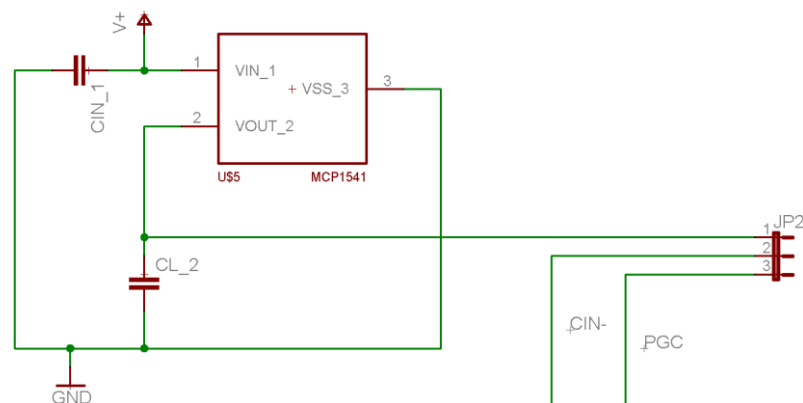 V+
1
VIN_1
CIN_1
3
VSS_3
2
VOUT_2
U$5
MCP1541
JP2
1
2
3
CL_2
CIN-
PGC
GND